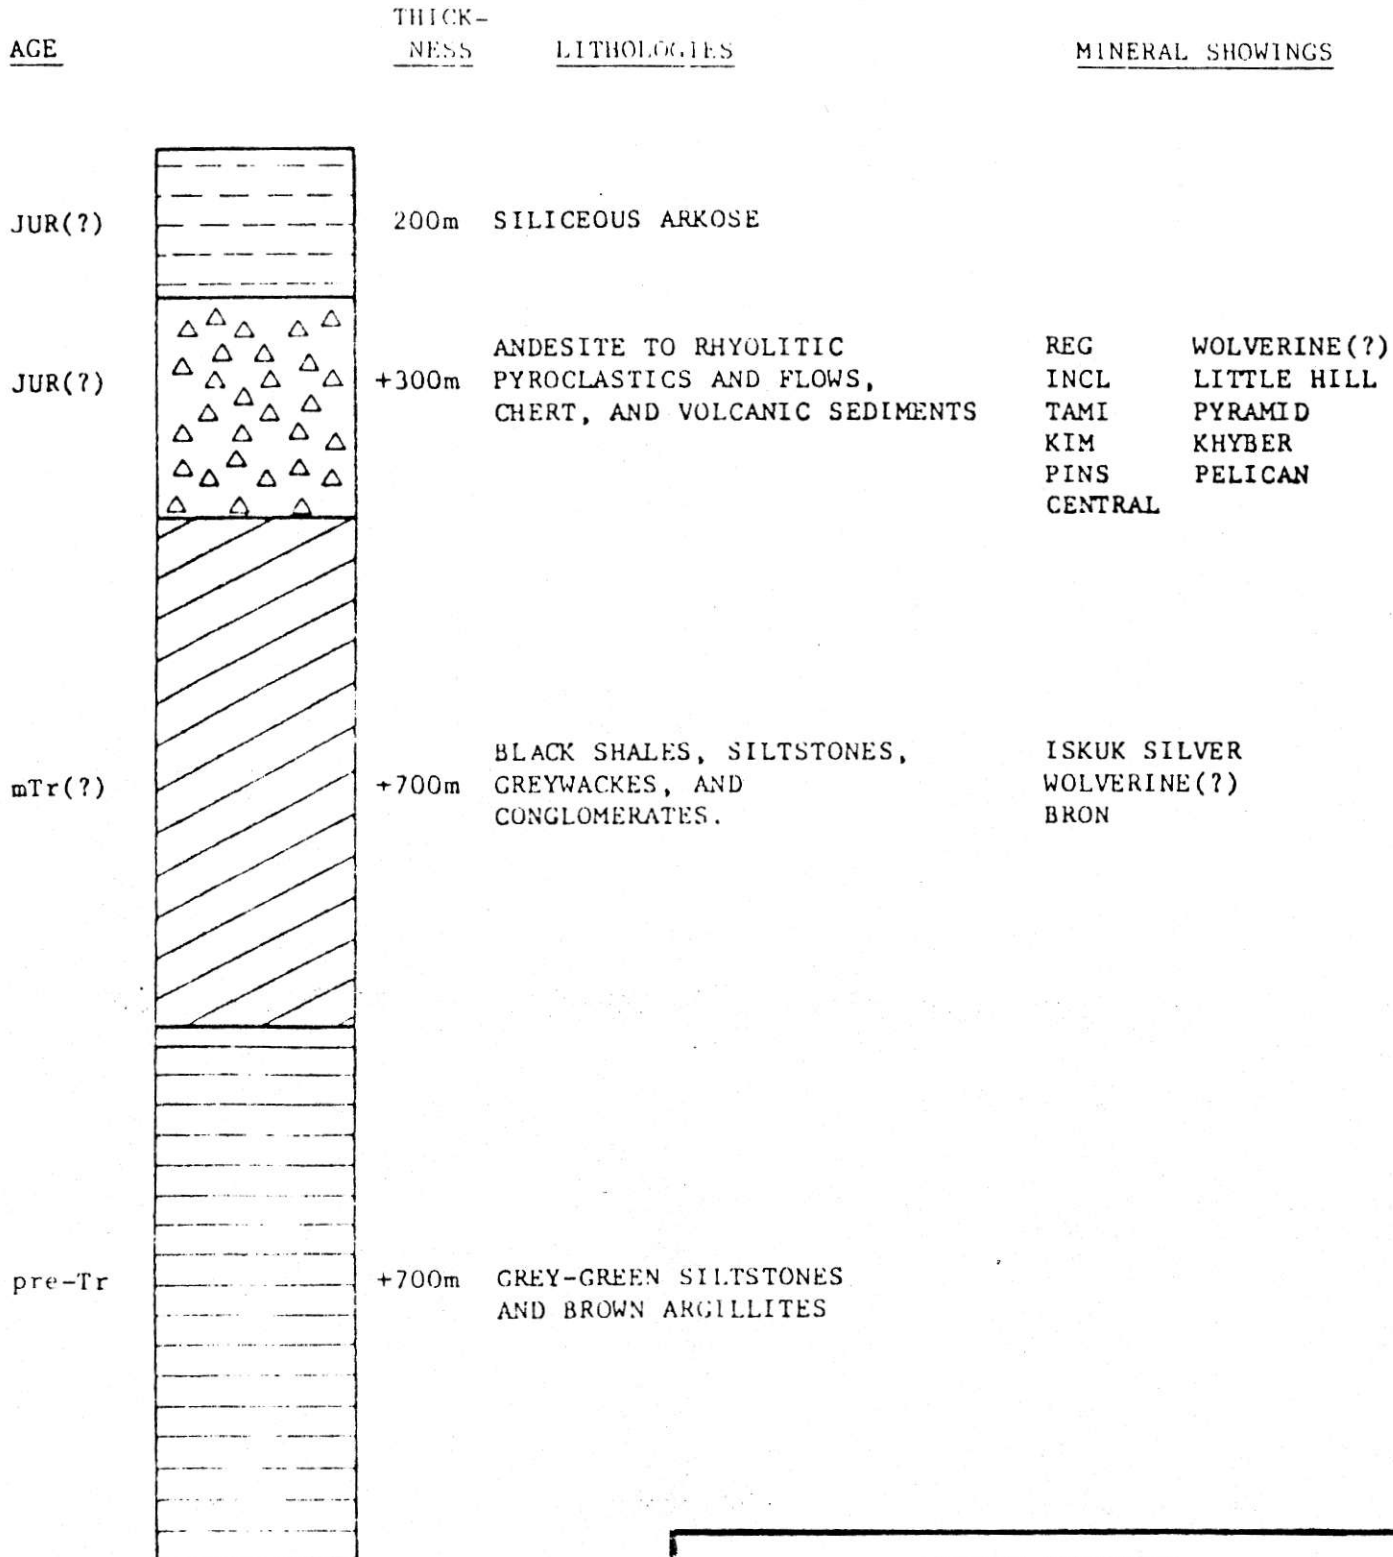 THICK-
AGE NESS LITHOLOGIES MINERAL SHOWINGS
JUR(?) 200m SILICEOUS ARKOSE
ANDESITE TO RHYOLITIC REG WOLVERINE(?)
JUR(?) +300m PYROCLASTICS AND FLOWS, INCL LITTLE HILL
CHERT, AND VOLCANIC SEDIMENTS TAMI PYRAMID
KIM KHYBER
PINS PELICAN
CENTRAL
BLACK SHALES, SILTSTONES, ISKUK SILVER
mTr(?) +700m GREYWACKES, AND WOLVERINE(?)
CONGLOMERATES. BRON
pre-Tr +700m GREY-GREEN SILTSTONES
AND BROWN ARGILLITES